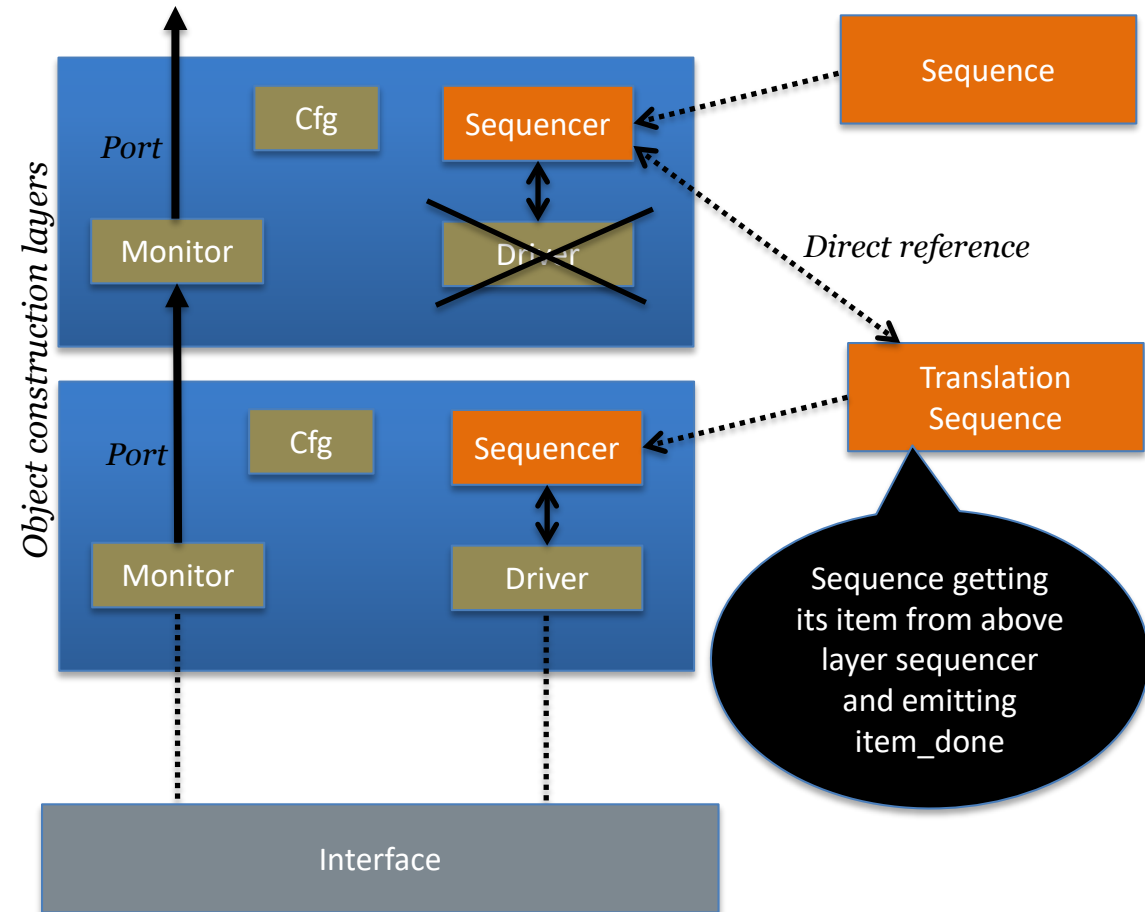 Object construction layers
Port
Cfg
Sequencer
Sequence
Monitor
Driver
Direct reference
Translation
Sequence
Port
Cfg
Sequencer
Monitor
Driver
Sequence getting
its item from above
layer sequencer
and emitting
item_done
Interface